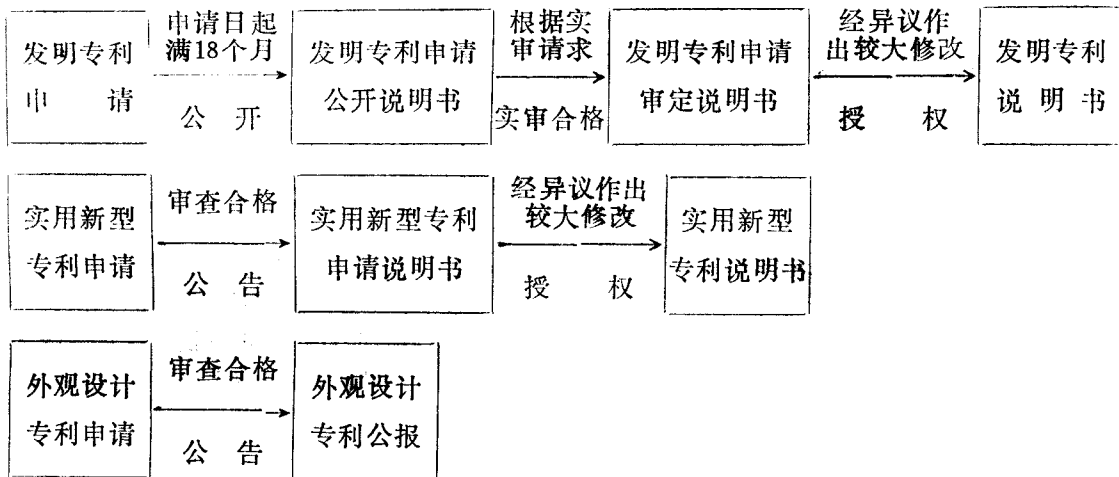 发明专利
申 请
申请日起
满18个月
公 开
发明专利申请
公开说明书
根据实
审请求
实审合格
发明专利申请
审定说明书
经异议作
出较大修改
授 权
发明专利
说 明 书
实用新型
专利申请
审查合格
公 告
实用新型专利
申请说明书
经异议作出
较大修改
授 权
实用新型
专利说明书
外观设计
专利申请
审查合格
公 告
外观设计
专利公报